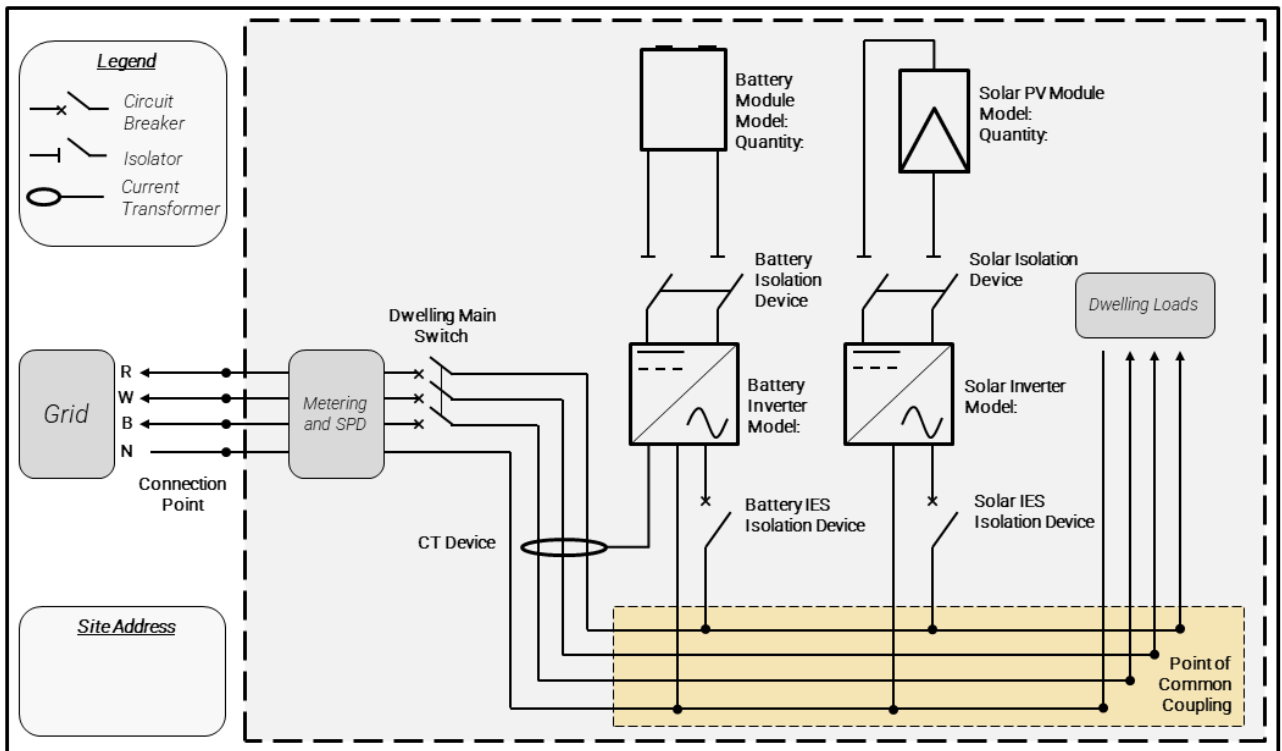 Legend
Circuit
Breaker
Isolator
Current
Transformer
Battery
Module
Model:
Quantity:
Solar PV Module
Model:
Quantity:
Battery
Isolation
Device
Solar Isolation
Device
Dwelling Loads
Dwelling Main
Switch
Grid
R
W
B
N
Metering
and SPD
Connection
Point
Battery
Inverter
Model:
Solar Inverter
Model:
CT Device
Battery IES
Isolation Device
Solar IES
Isolation Device
Site Address
Point of
Common
Coupling